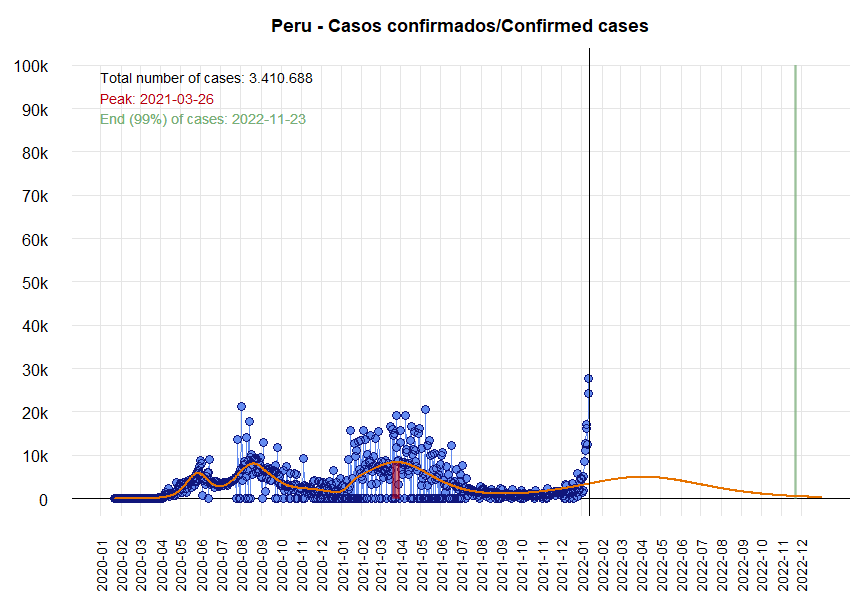 Peru - Casos confirmados/Confirmed cases
100k
Total number of cases: 3.410.688
Peak: 2021-03-26
90k
End (99%) of cases: 2022-11-23
80k
70k
60k
50k
40k
30k
20k
10k
0
2020-01
2020-02
2020-03
2020-04
2020-05
2020-06
2020-07
2020-08
2020-09
2020-10
2020-11
2020-12
2021-01
2021-02
2021-03
2021-04
2021-05
2021-06
2021-07
2021-08
2021-09
2021-10
2021-11
2021-12
2022-01
2022-02
2022-03
2022-04
2022-05
2022-06
2022-07
2022-08
2022-09
2022-10
2022-11
2022-12